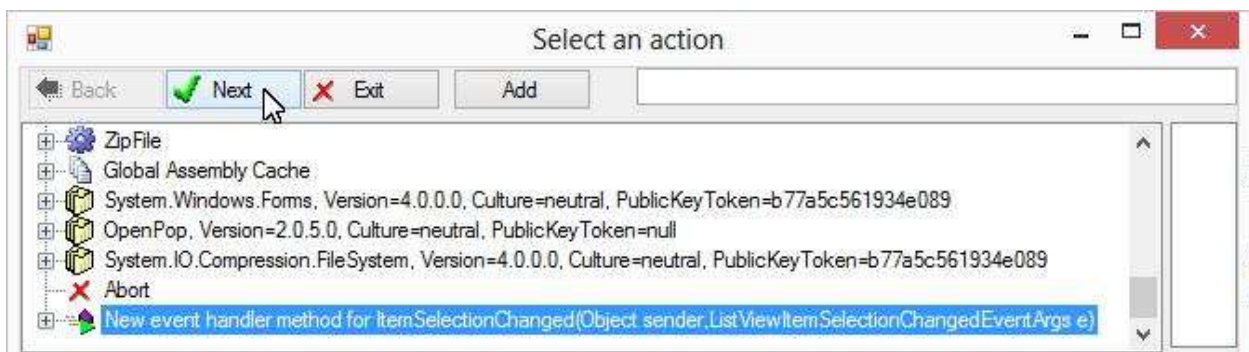 Select an action
Back Next Exit Add
ZipFile
Global Assembly Cache
System.Windows.Forms, Version=4.0.0.0, Culture=neutral, PublicKeyToken=b77a5c561934e089
OpenPop, Version=2.0.5.0, Culture=neutral, PublicKeyToken=null
System.IO.Compression.FileSystem, Version=4.0.0.0, Culture=neutral, PublicKeyToken=b77a5c561934e089
Abort
New event handler method for ItemSelectionChanged(Object sender,ListViewItemSelectionChangedEventArgs e)